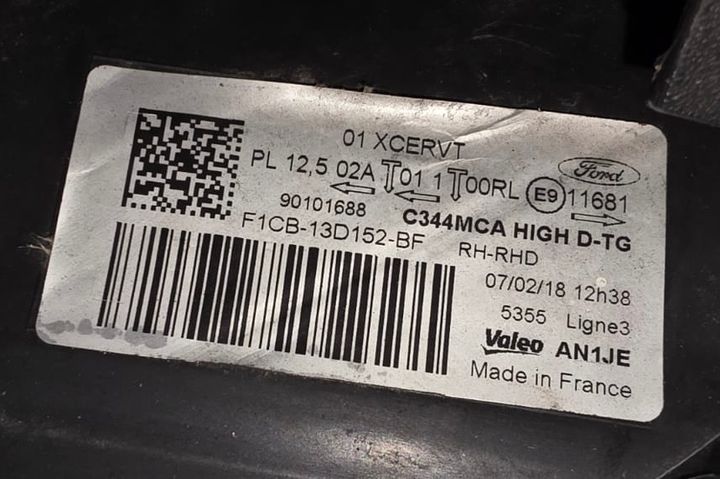 01 XCERVT
PL 12,5 02A 01 1 00RL E9 11681
Ford
90101688 C344MCA HIGH D-TG
F1CB-13D152-BF RH-RHD
07/02/18 12h38
5355 Ligne3
Valeo AN1JE
Made in France